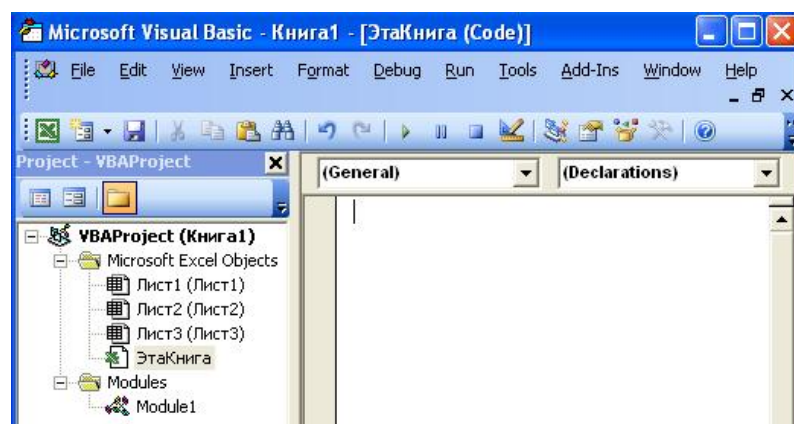 Microsoft Visual Basic - Книга1 - [ЭтаКнига (Code)]
File Edit View Insert Format Debug Run Tools Add-Ins Window Help
Project - VBAProject
(General) (Declarations)
VBAProject (Книга1)
Microsoft Excel Objects
Лист1 (Лист1)
Лист2 (Лист2)
Лист3 (Лист3)
ЭтаКнига
Modules
Module1